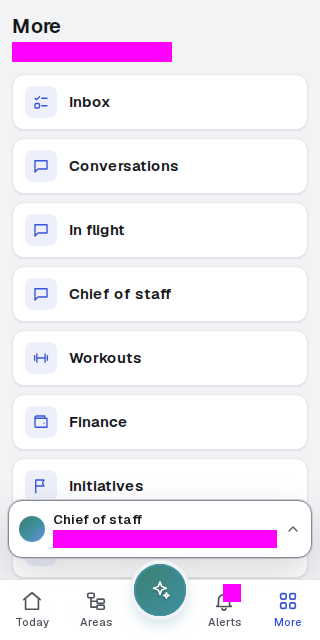 More
Inbox
Conversations
In flight
Chief of staff
Workouts
Finance
Initiatives
Chief of staff
Today
Areas
Alerts
More